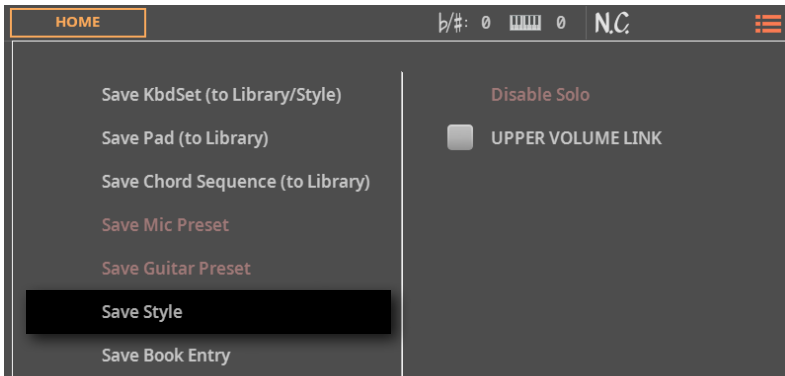 HOME
♭/#: 0 0 N.C.
Save KbdSet (to Library/Style)
Save Pad (to Library)
Save Chord Sequence (to Library)
Save Mic Preset
Save Guitar Preset
Save Style
Save Book Entry
Disable Solo
UPPER VOLUME LINK